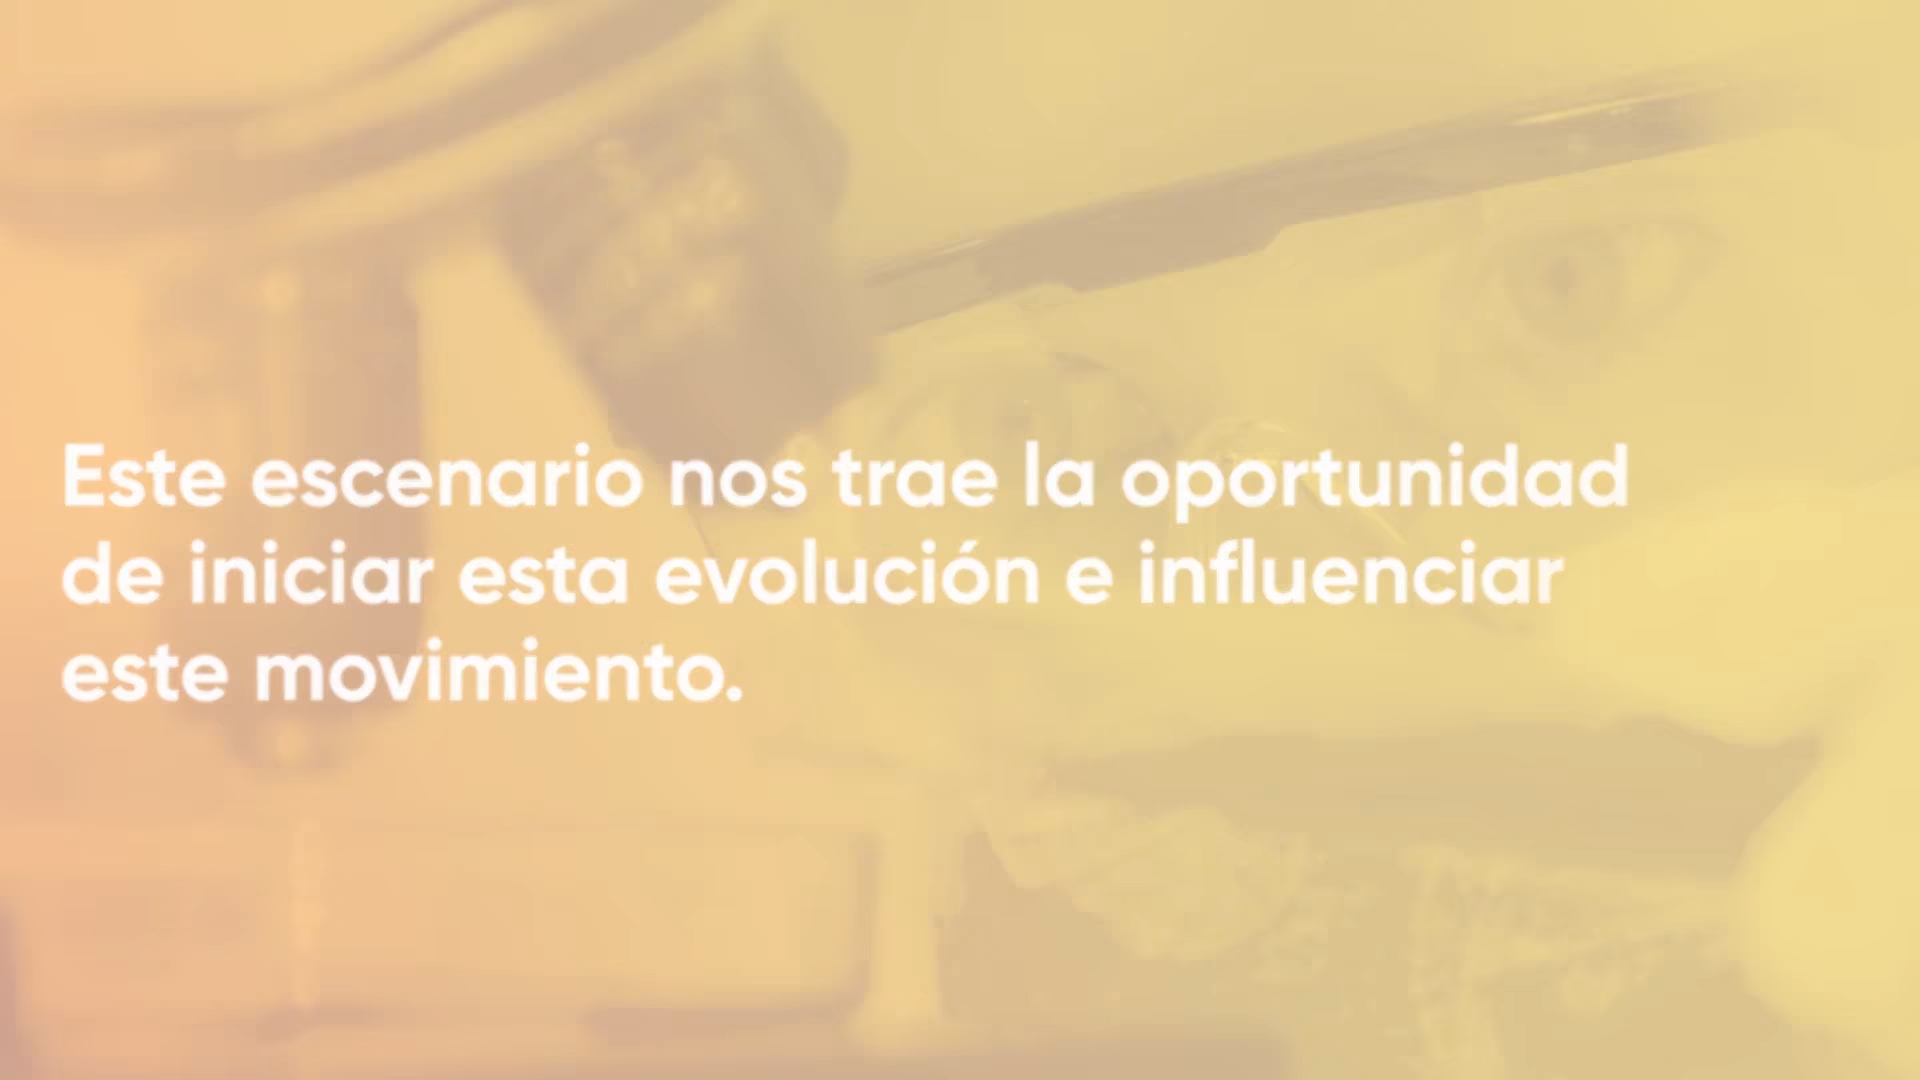 Este escenario nos trae la oportunidad
de iniciar esta evolución e influenciar
este movimiento.